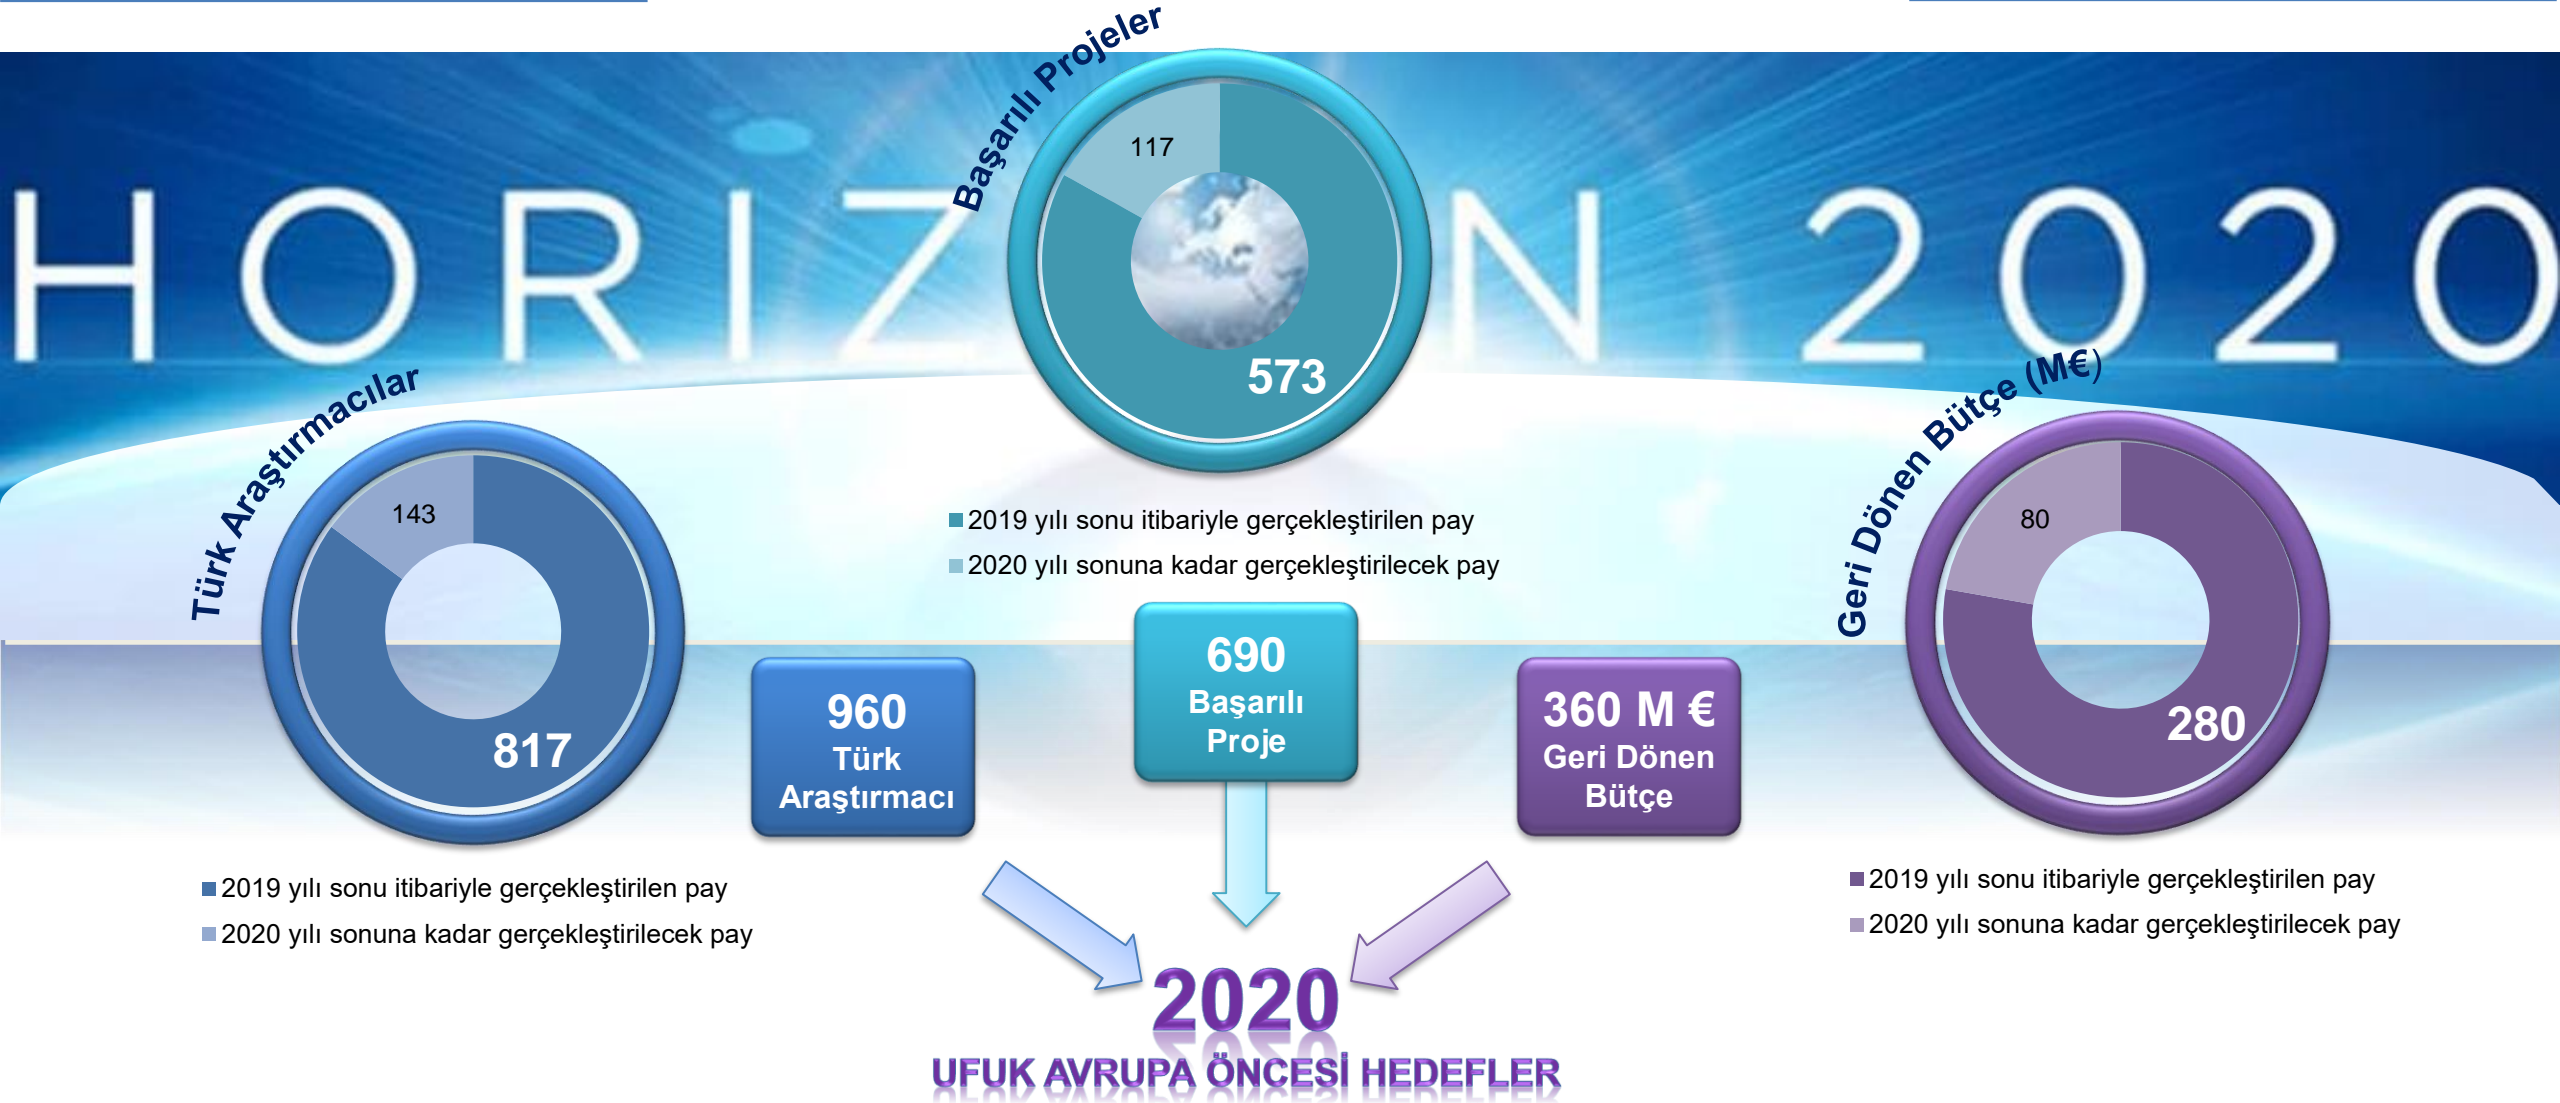 Başarılı Projeler
HORIZ N 2020
117
573
Türk Araştırmacılar
143
817
Geri Dönen Bütçe (M€)
80
280
2019 yılı sonu itibariyle gerçekleştirilen pay
2020 yılı sonuna kadar gerçekleştirilecek pay
690
Başarılı
Proje
960
Türk
Araştırmacı
360 M €
Geri Dönen
Bütçe
2019 yılı sonu itibariyle gerçekleştirilen pay
2020 yılı sonuna kadar gerçekleştirilecek pay
2019 yılı sonu itibariyle gerçekleştirilen pay
2020 yılı sonuna kadar gerçekleştirilecek pay
2020
UFUK AVRUPA ÖNCESİ HEDEFLER